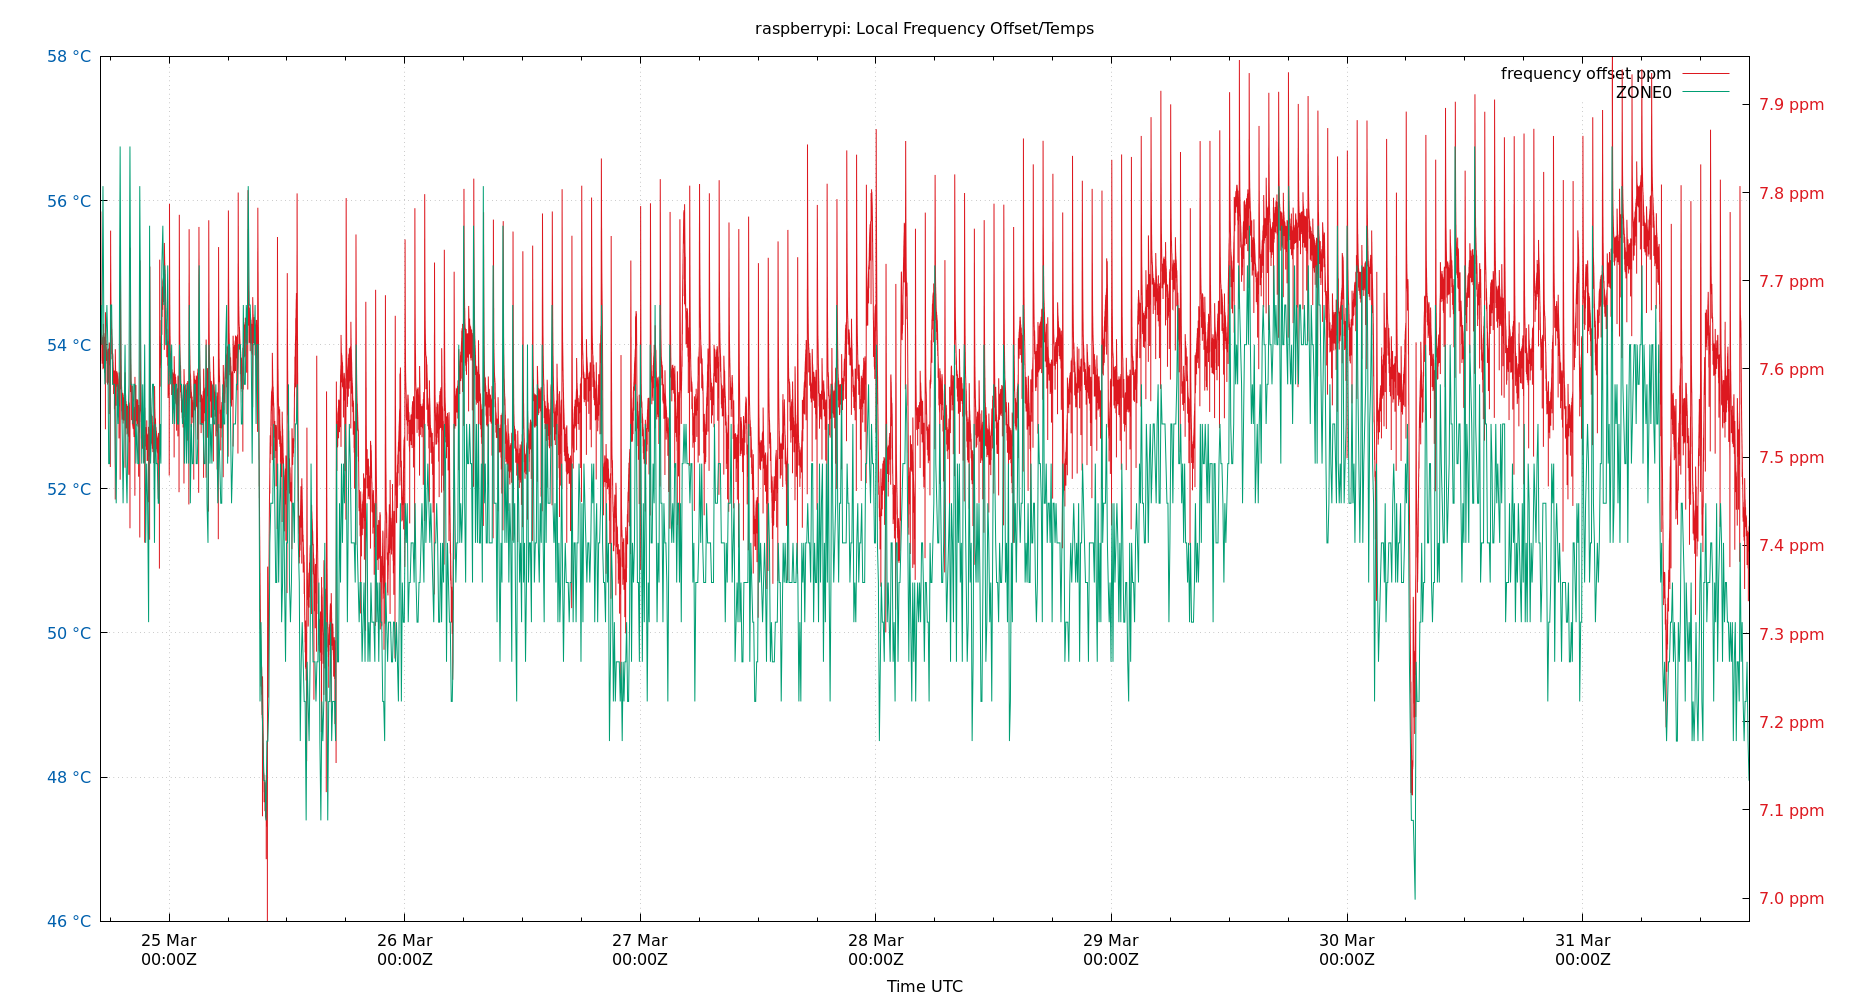 raspberrypi: Local Frequency Offset/Temps
58 °C
56 °C
54 °C
52 °C
50 °C
48 °C
46 °C
frequency offset ppm
ZONE0
7.9 ppm
7.8 ppm
7.7 ppm
7.6 ppm
7.5 ppm
7.4 ppm
7.3 ppm
7.2 ppm
7.1 ppm
7.0 ppm
25 Mar
00:00Z
26 Mar
00:00Z
27 Mar
00:00Z
28 Mar
00:00Z
29 Mar
00:00Z
30 Mar
00:00Z
31 Mar
00:00Z
Time UTC